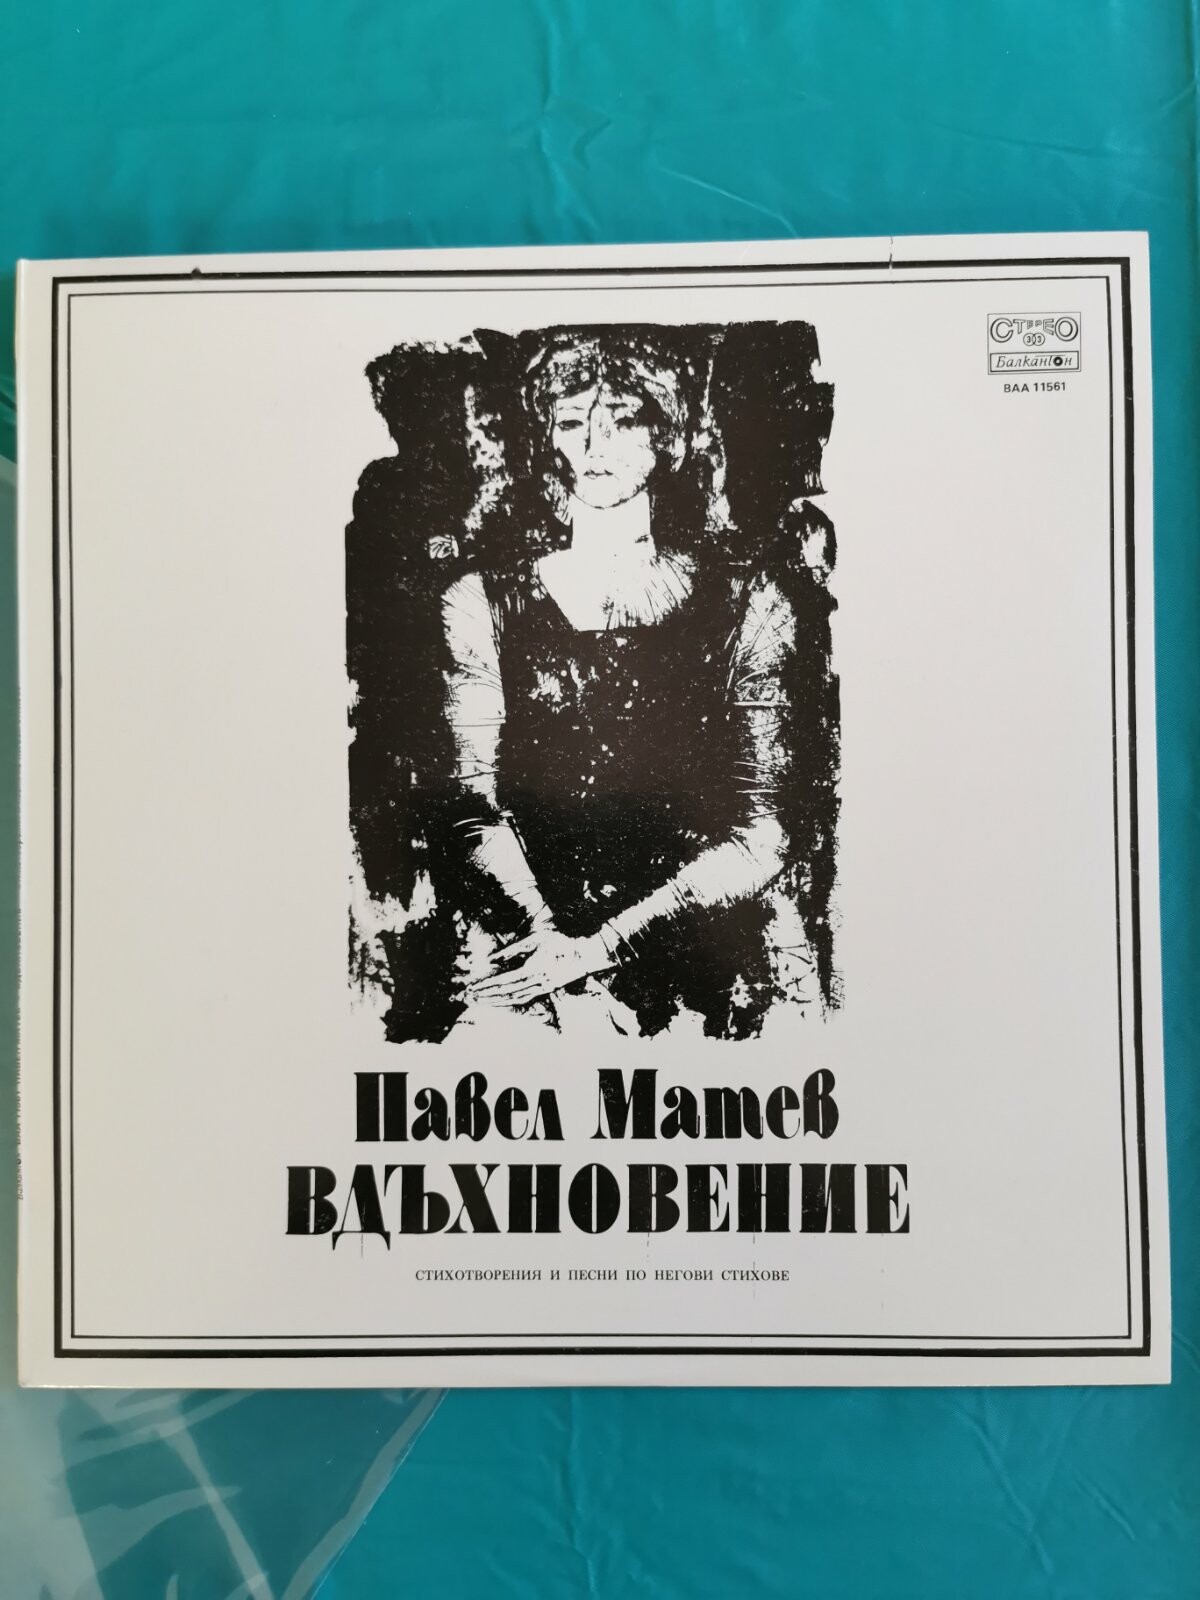 СТЕРЕО
33
Балкантон
ВАА 11561
Павел Матев
ВДЪХНОВЕНИЕ
СТИХОТВОРЕНИЯ И ПЕСНИ ПО НЕГОВИ СТИХОВЕ